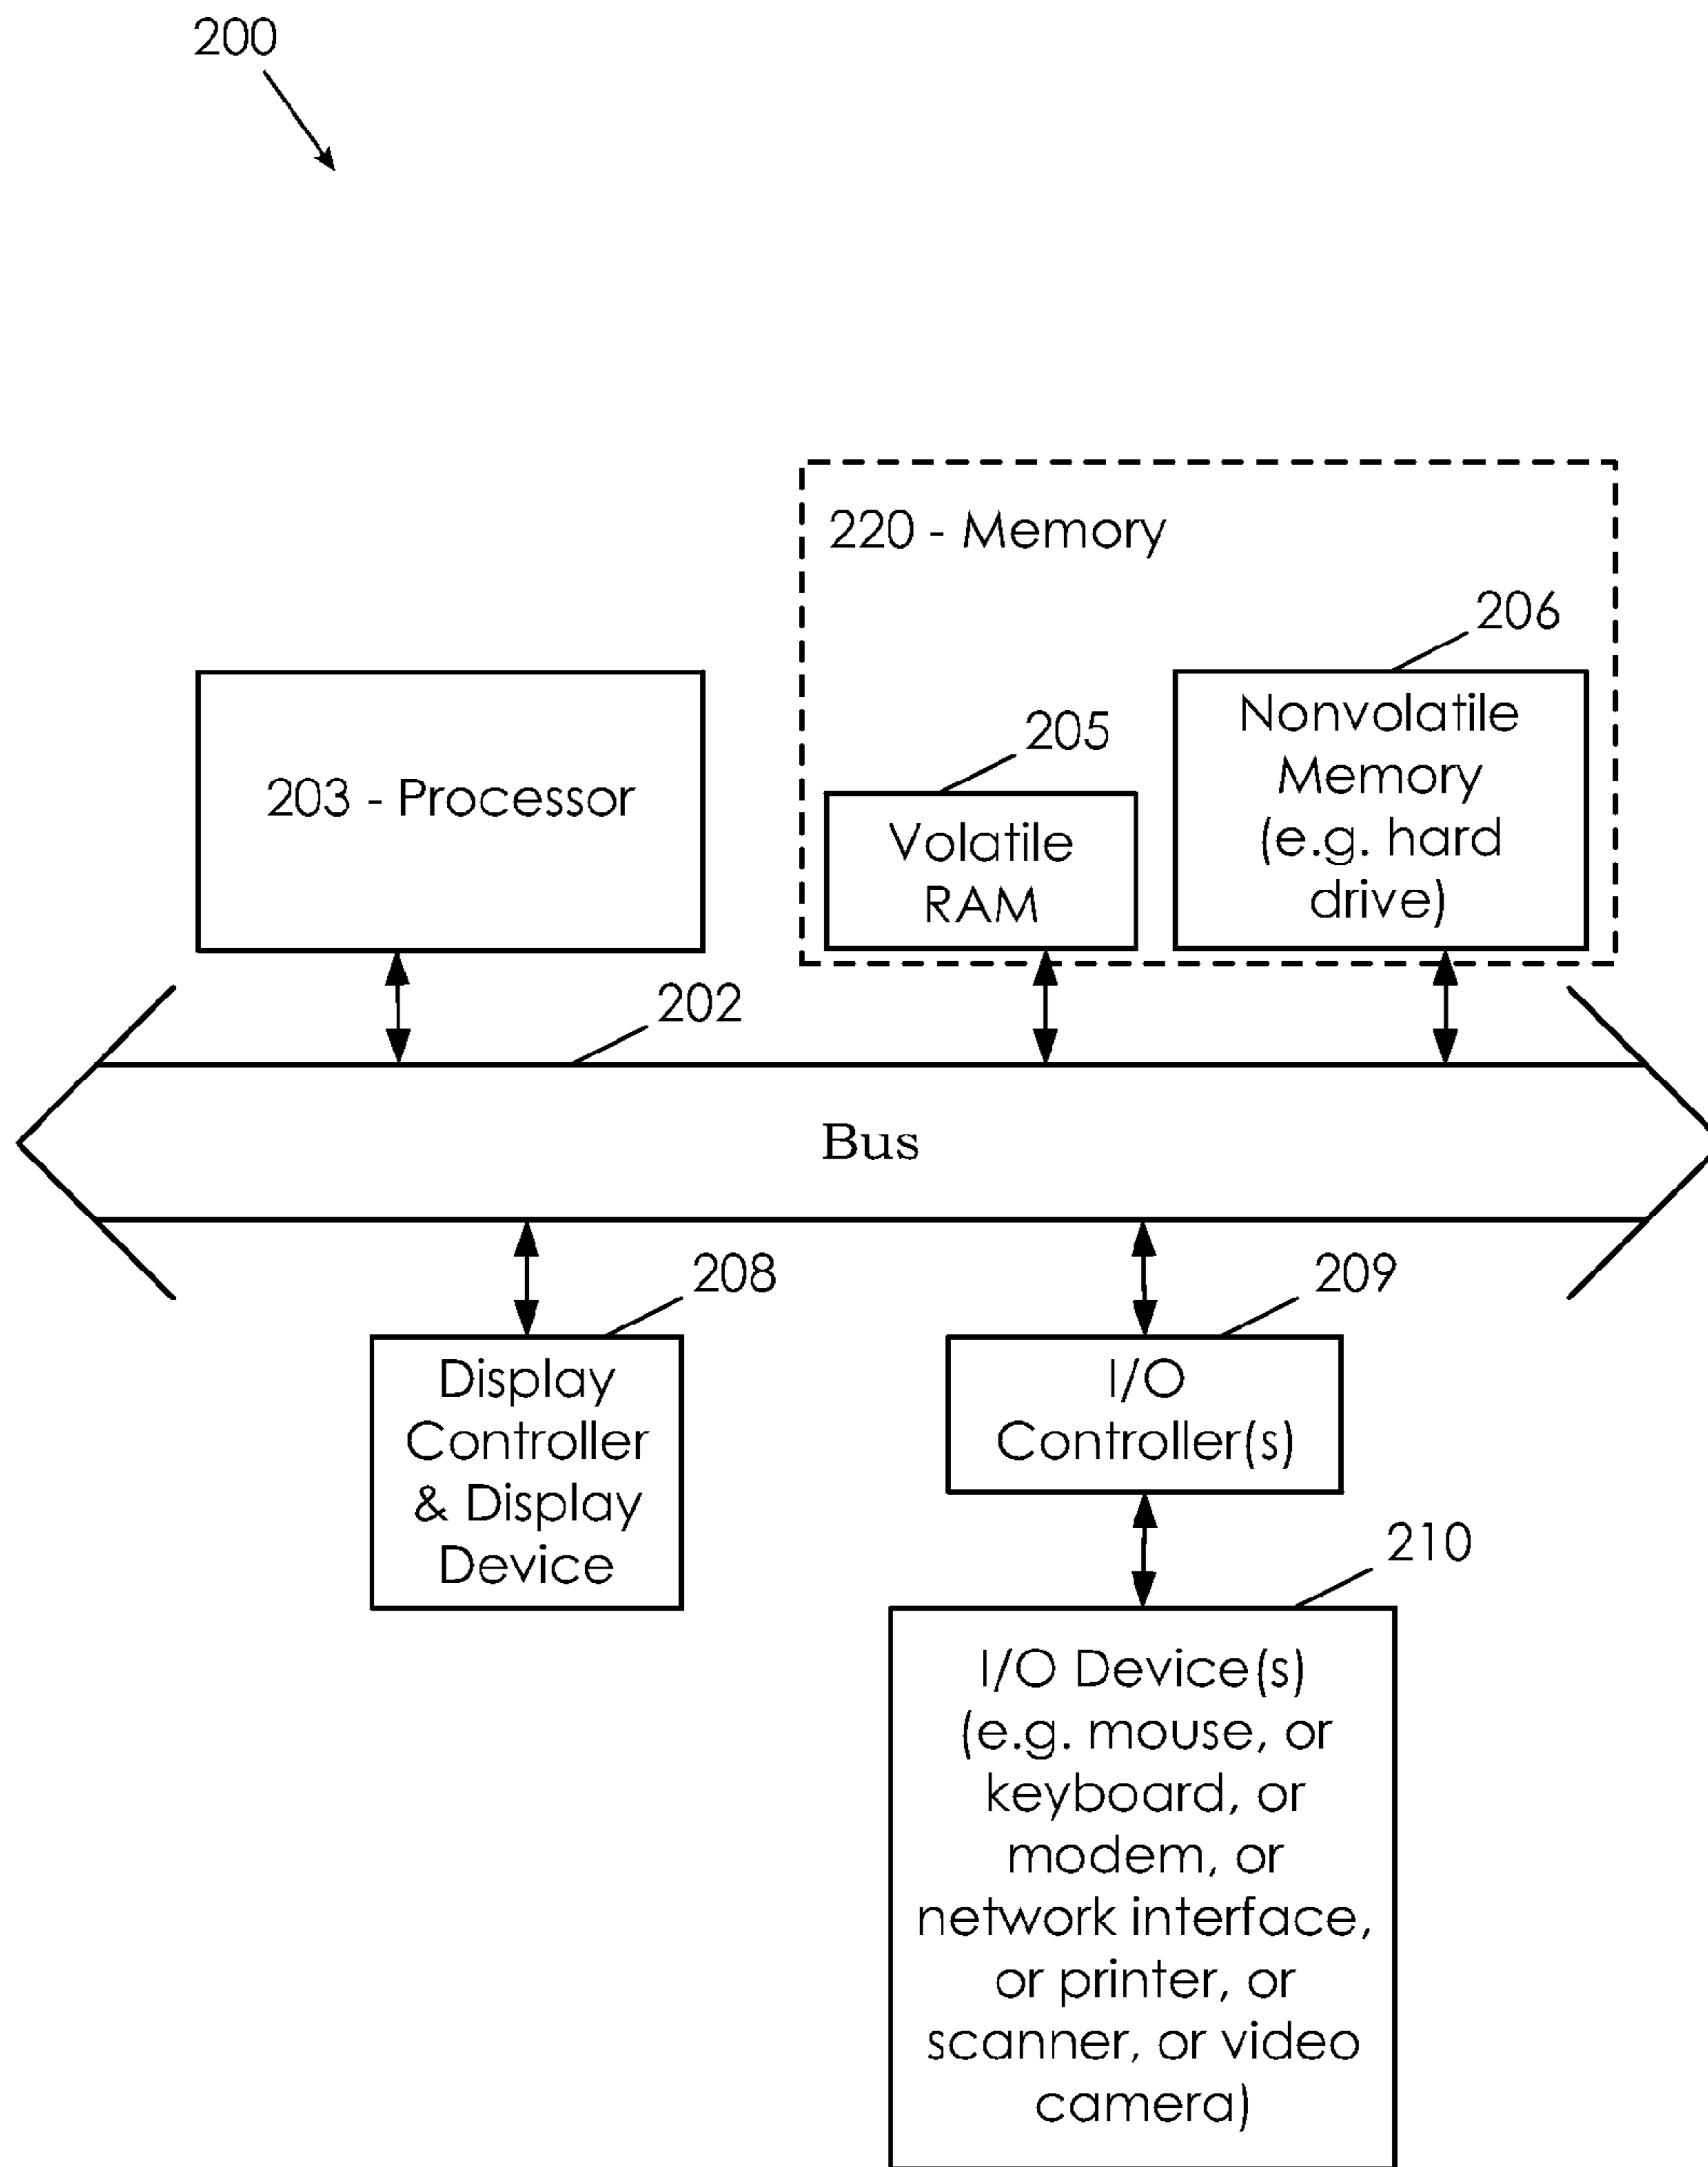 200
220 - Memory
206
Nonvolatile
Memory
(e.g. hard
drive)
205
Volatile
RAM
203 - Processor
202
Bus
208
Display
Controller
& Display
Device
209
I/O
Controller(s)
210
I/O Device(s)
(e.g. mouse, or
keyboard, or
modem, or
network interface,
or printer, or
scanner, or video
camera)